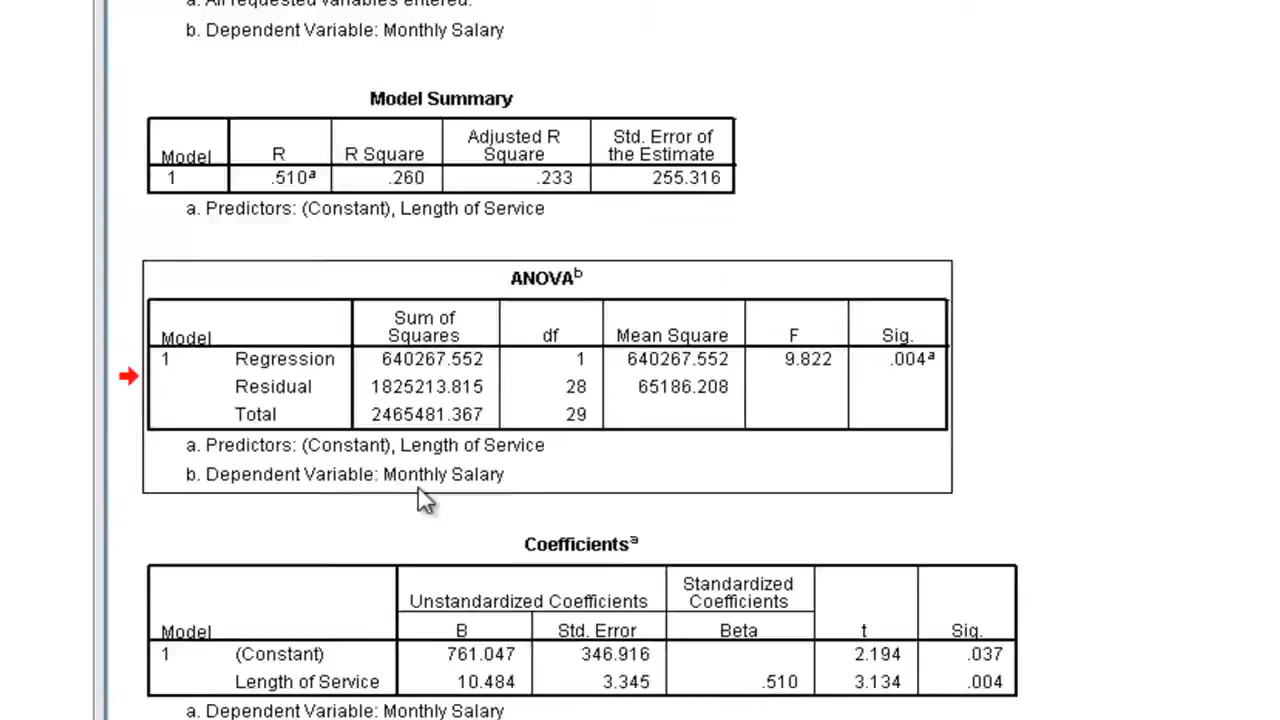 a. All requested variables entered.
b. Dependent Variable: Monthly Salary
Model Summary
Model R R Square Adjusted R Square Std. Error of the Estimate
1 .510a .260 .233 255.316
a. Predictors: (Constant), Length of Service
ANOVAb
Model Sum of Squares df Mean Square F Sig.
1 Regression 640267.552 1 640267.552 9.822 .004a
Residual 1825213.815 28 65186.208
Total 2465481.367 29
a. Predictors: (Constant), Length of Service
b. Dependent Variable: Monthly Salary
Coefficientsa
Unstandardized Coefficients Standardized Coefficients
Model B Std. Error Beta t Sig.
1 (Constant) 761.047 346.916 2.194 .037
Length of Service 10.484 3.345 .510 3.134 .004
a. Dependent Variable: Monthly Salary